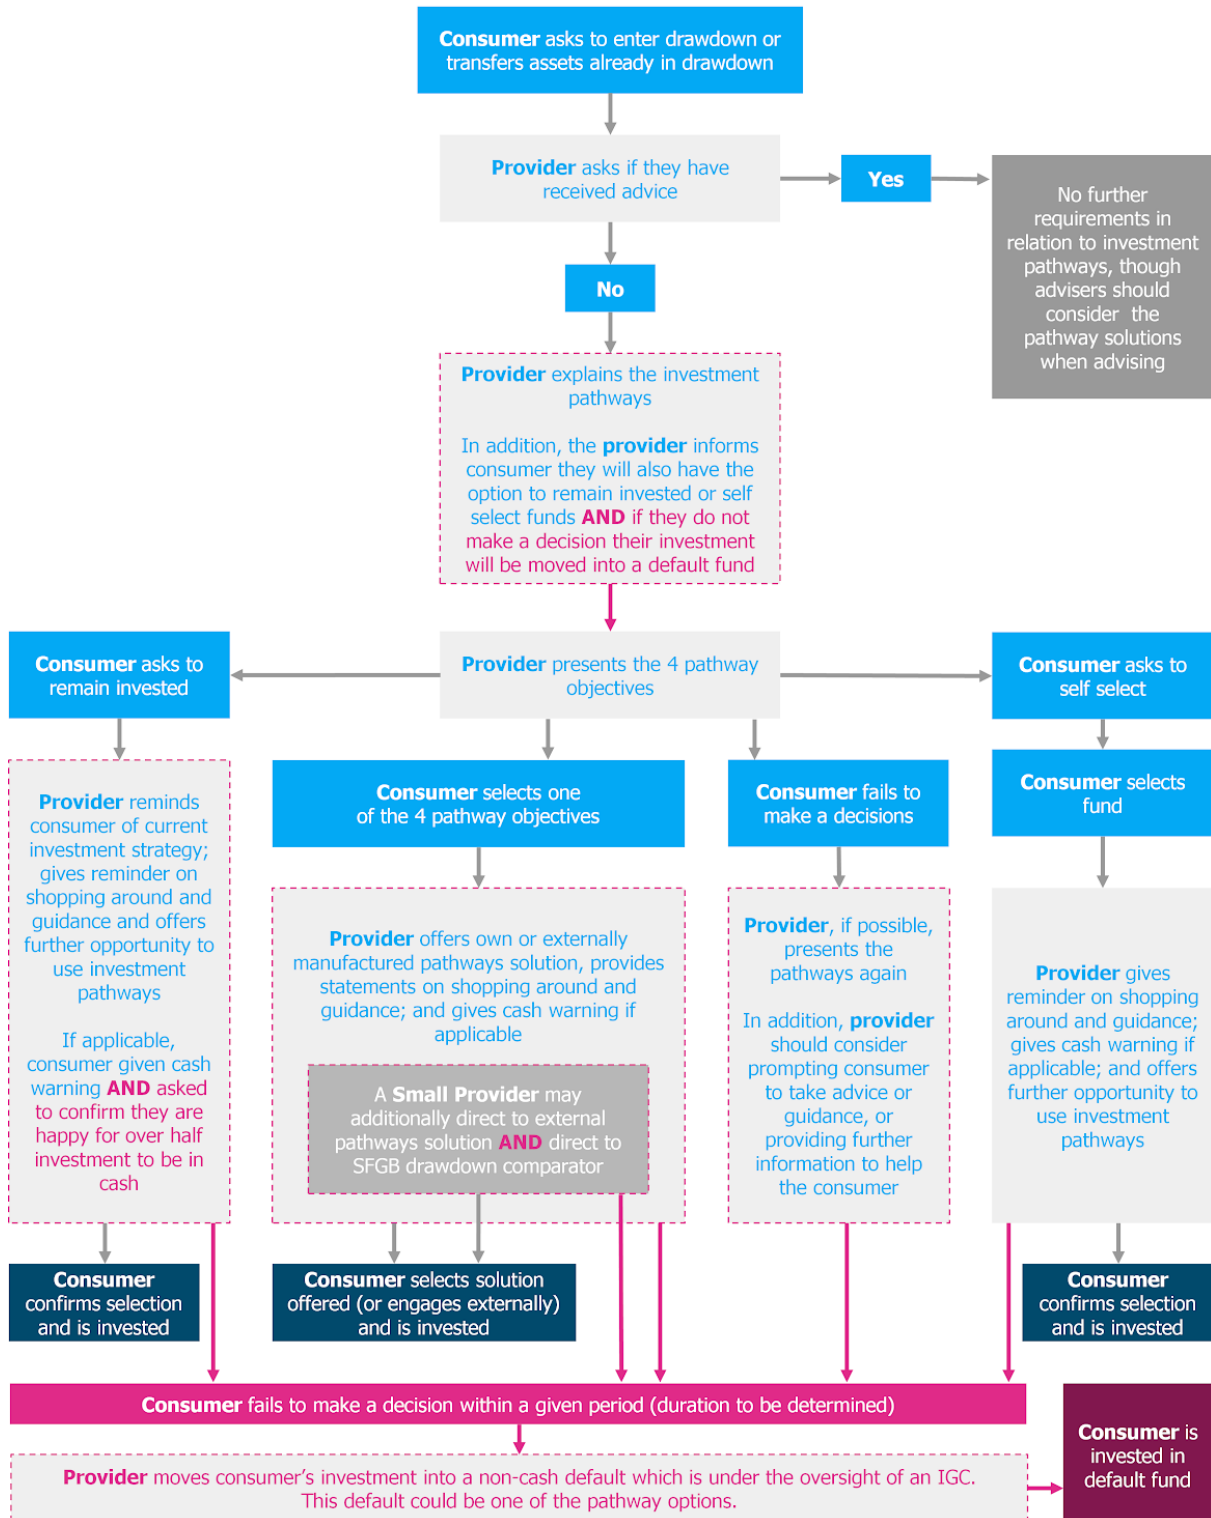 Consumer asks to enter drawdown or
transfers assets already in drawdown
Provider asks if they have
received advice
Yes
No further
requirements in
relation to investment
pathways, though
advisers should
consider the
pathway solutions
when advising
No
Provider explains the investment
pathways
In addition, the provider informs
consumer they will also have the
option to remain invested or self
select funds AND if they do not
make a decision their investment
will be moved into a default fund
Consumer asks to
remain invested
Provider presents the 4 pathway
objectives
Consumer asks to
self select
Provider reminds
consumer of current
investment strategy;
gives reminder on
shopping around and
guidance and offers
further opportunity to
use investment
pathways
If applicable,
consumer given cash
warning AND asked
to confirm they are
happy for over half
investment to be in
cash
Consumer selects one
of the 4 pathway objectives
Consumer fails to
make a decisions
Consumer selects
fund
Provider offers own or externally
manufactured pathways solution, provides
statements on shopping around and
guidance; and gives cash warning if
applicable
A Small Provider may
additionally direct to external
pathways solution AND direct to
SFGB drawdown comparator
Provider, if possible,
presents the
pathways again
In addition, provider
should consider
prompting consumer
to take advice or
guidance, or
providing further
information to help
the consumer
Provider gives
reminder on shopping
around and guidance;
gives cash warning if
applicable; and offers
further opportunity to
use investment
pathways
Consumer
confirms selection
and is invested
Consumer selects solution
offered (or engages externally)
and is invested
Consumer
confirms selection
and is invested
Consumer fails to make a decision within a given period (duration to be determined)
Provider moves consumer's investment into a non-cash default which is under the oversight of an IGC.
This default could be one of the pathway options.
Consumer is
invested in
default fund